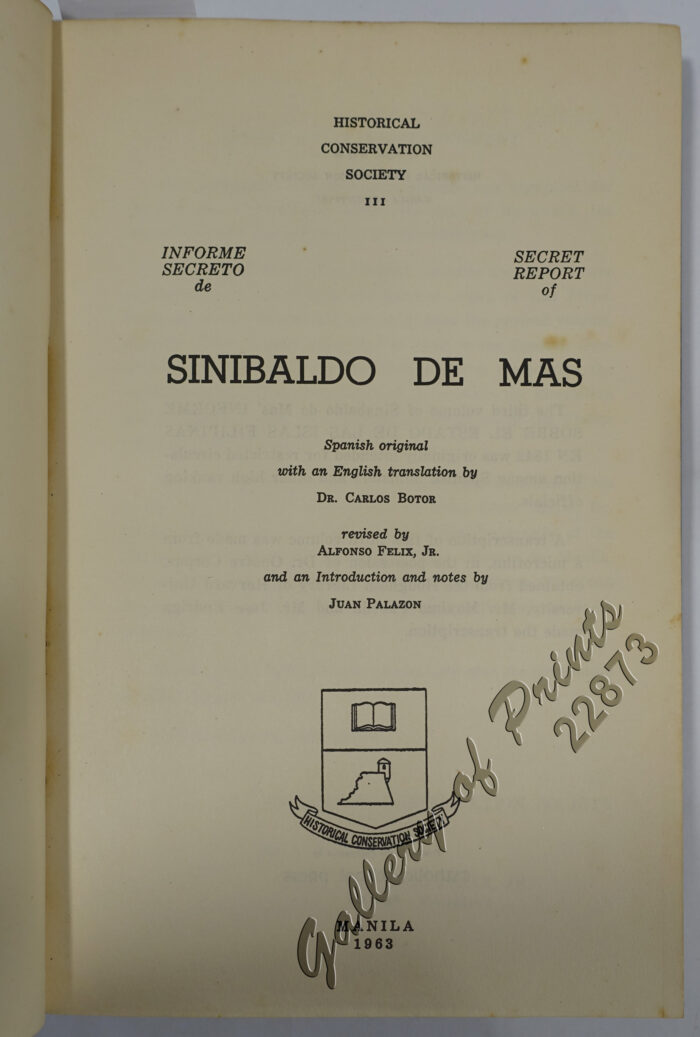 HISTORICAL
CONSERVATION
SOCIETY
III
INFORME
SECRETO
de
SECRET
REPORT
of
SINIBALDO DE MAS
Spanish original
with an English translation by
DR. CARLOS BOTOR
revised by
ALFONSO FELIX, JR.
and an Introduction and notes by
JUAN PALAZON
HISTORICAL CONSERVATION
MANILA
1963
Gallery of Prints
22873